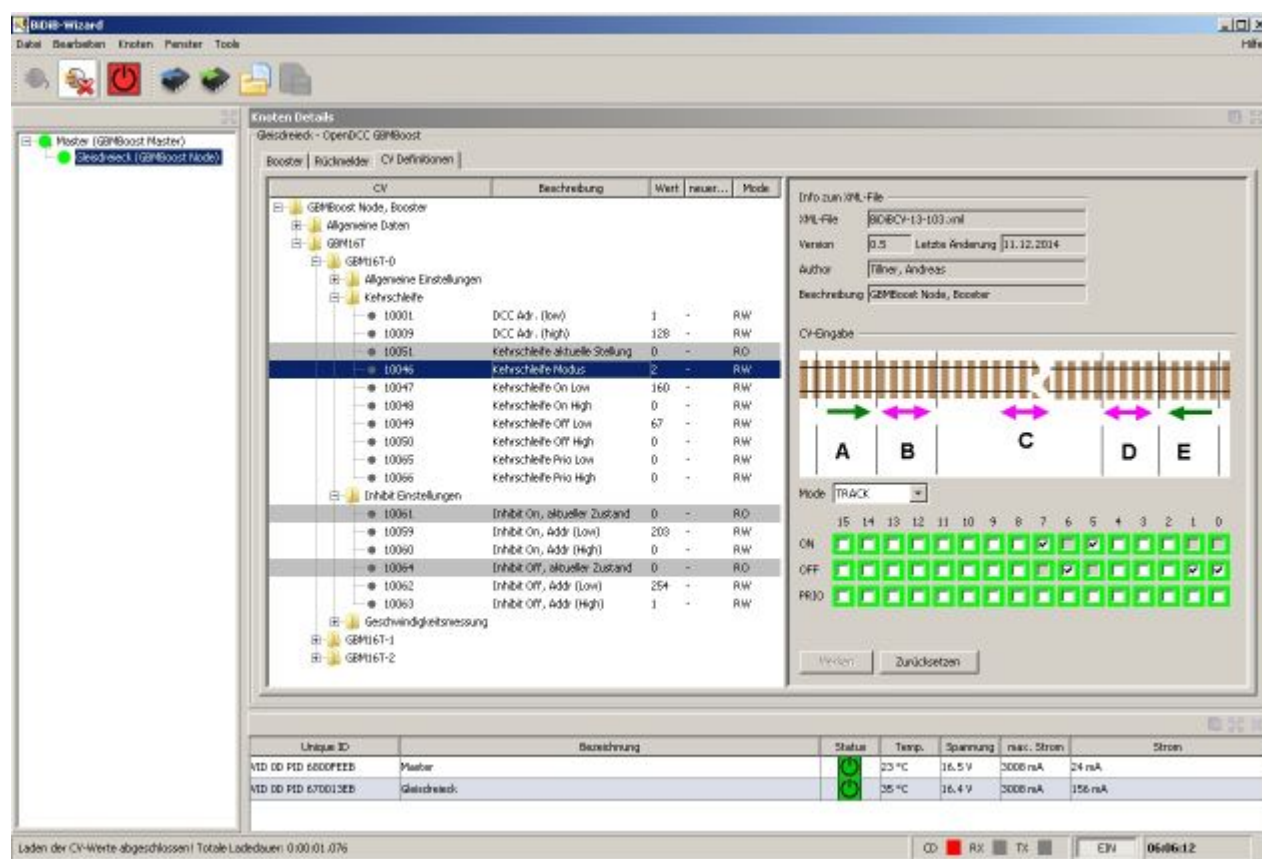 BiDiB-Wizard
Datei Bearbeiten Knoten Fenster Tools Hilfe
Knoten Details
Gleisdreieck - OpenDCC GBMBoost
Master (GBMBoost Master)
Gleisdreieck (GBMBoost Node)
Booster Rückmelder CV Definitionen
CV Beschreibung Wert neuer... Mode
GBMBoost Node, Booster
Allgemeine Daten
GBM16T
GBM16T-0
Allgemeine Einstellungen
Kehrschleife
10001 DCC Adr. (low) 1 - RW
10009 DCC Adr. (high) 128 - RW
10051 Kehrschleife aktuelle Stellung 0 - RO
10046 Kehrschleife Modus 2 - RW
10047 Kehrschleife On Low 160 - RW
10048 Kehrschleife On High 0 - RW
10049 Kehrschleife Off Low 67 - RW
10050 Kehrschleife Off High 0 - RW
10065 Kehrschleife Prio Low 0 - RW
10066 Kehrschleife Prio High 0 - RW
Inhibit Einstellungen
10061 Inhibit On, aktueller Zustand 0 - RO
10059 Inhibit On, Addr (Low) 203 - RW
10060 Inhibit On, Addr (High) 0 - RW
10064 Inhibit Off, aktueller Zustand 0 - RO
10062 Inhibit Off, Addr (Low) 254 - RW
10063 Inhibit Off, Addr (High) 1 - RW
Geschwindigkeitsmessung
GBM16T-1
GBM16T-2
Info zum XML-File
XML-File BiDiBCV-13-103.xml
Version 0.5 Letzte Änderung 11.12.2014
Author Tillner, Andreas
Beschreibung GBMBoost Node, Booster
CV-Eingabe
A B C D E
Mode TRACK
15 14 13 12 11 10 9 8 7 6 5 4 3 2 1 0
ON
OFF
PRIO
Merken Zurücksetzen
Unique ID Bezeichnung Status Temp. Spannung max. Strom Strom
VID 0D PID 6800FEEB Master 23 °C 16.5 V 3008 mA 24 mA
VID 0D PID 670013EB Gleisdreieck 35 °C 16.4 V 3008 mA 156 mA
Laden der CV-Werte abgeschlossen! Totale Ladedauer: 0:00:01.076 CD RX TX EIN 06:06:12